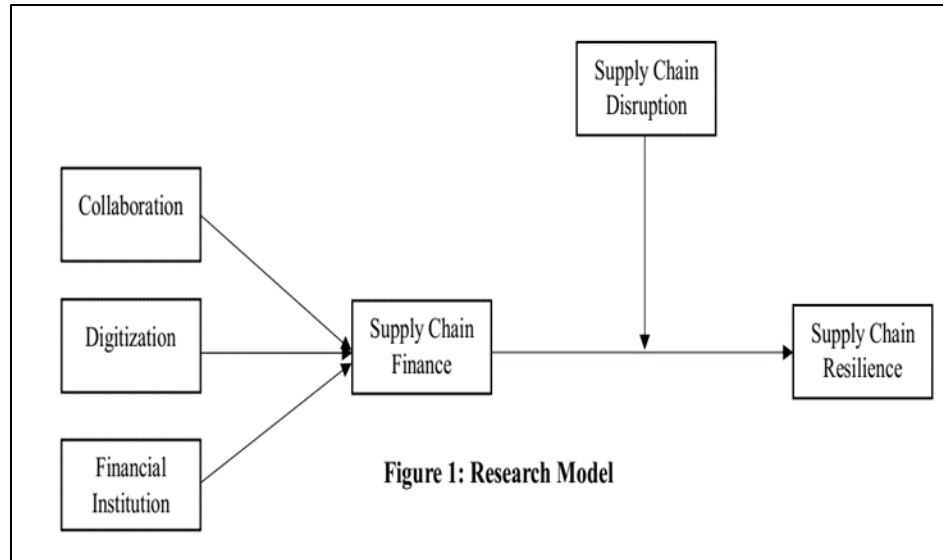 Supply Chain
Disruption
Collaboration
Digitization
Supply Chain
Finance
Supply Chain
Resilience
Financial
Institution
Figure 1: Research Model